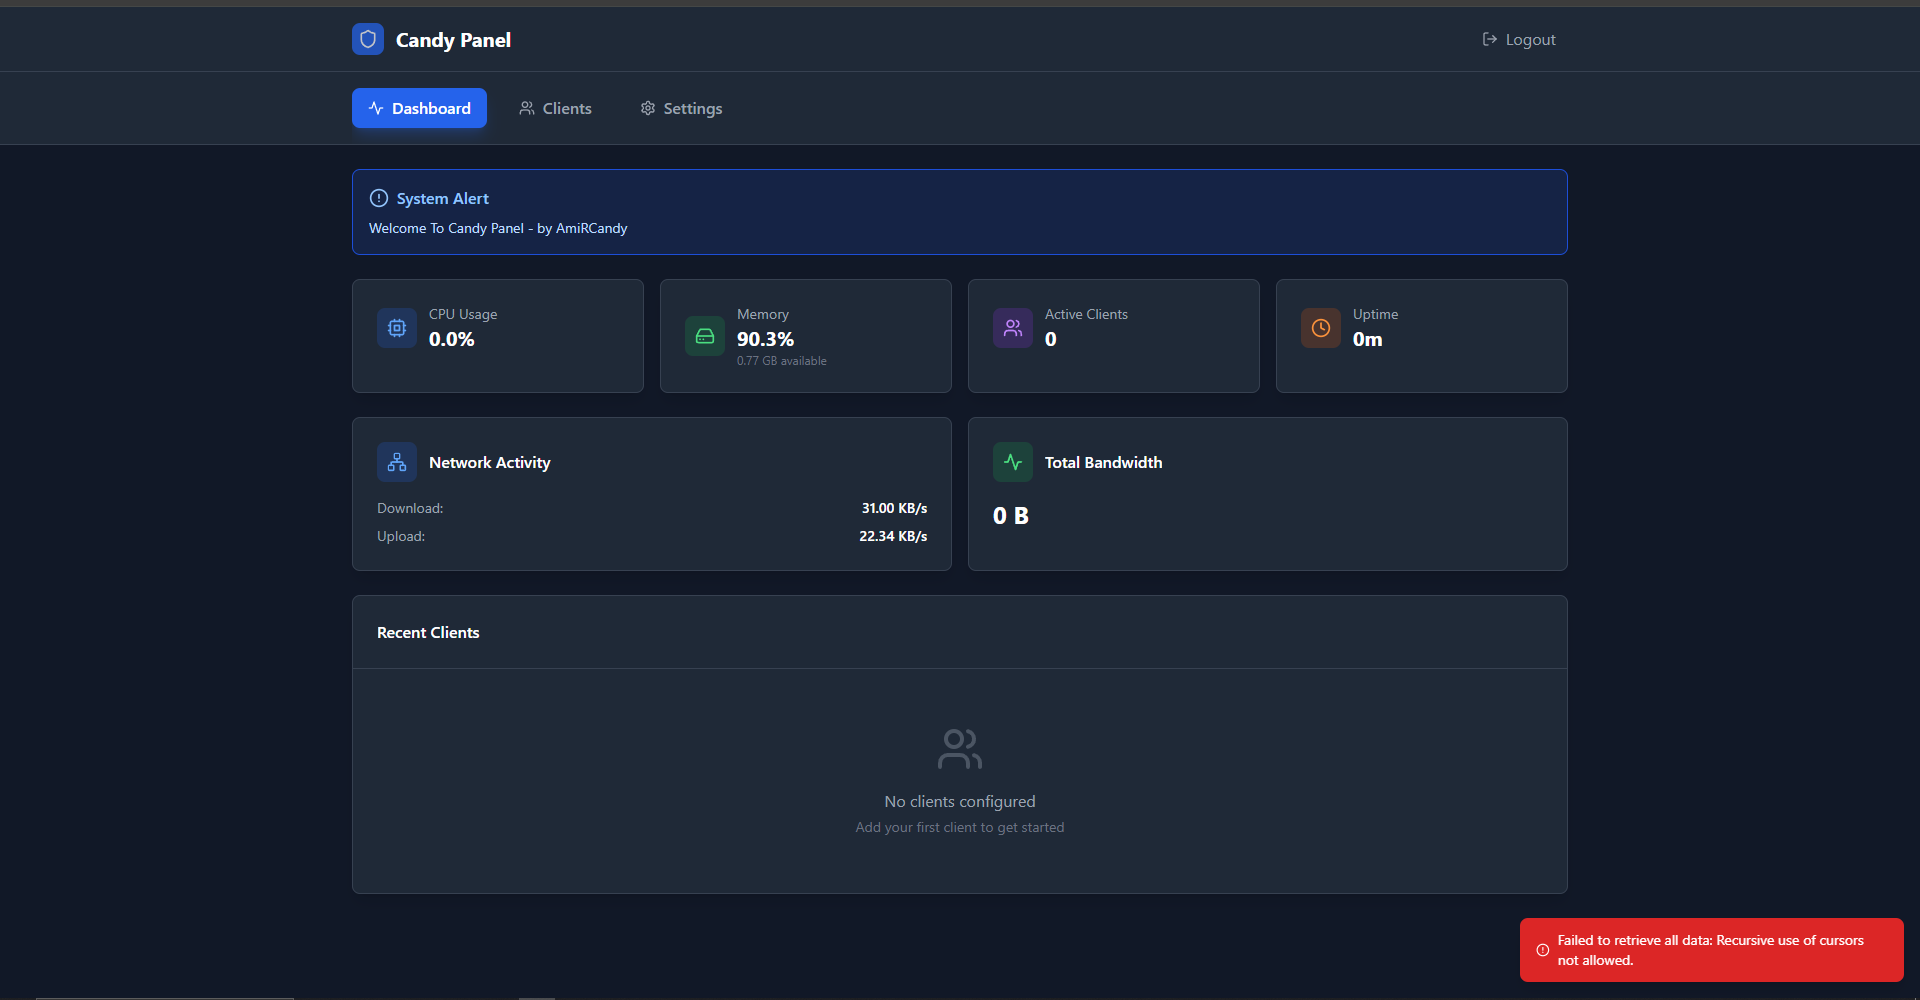 Candy Panel
Logout
Dashboard
Clients
Settings
System Alert
Welcome To Candy Panel - by AmiRCandy
CPU Usage
0.0%
Memory
90.3%
0.77 GB available
Active Clients
0
Uptime
0m
Network Activity
Download: 31.00 KB/s
Upload: 22.34 KB/s
Total Bandwidth
0 B
Recent Clients
No clients configured
Add your first client to get started
Failed to retrieve all data: Recursive use of cursors
not allowed.